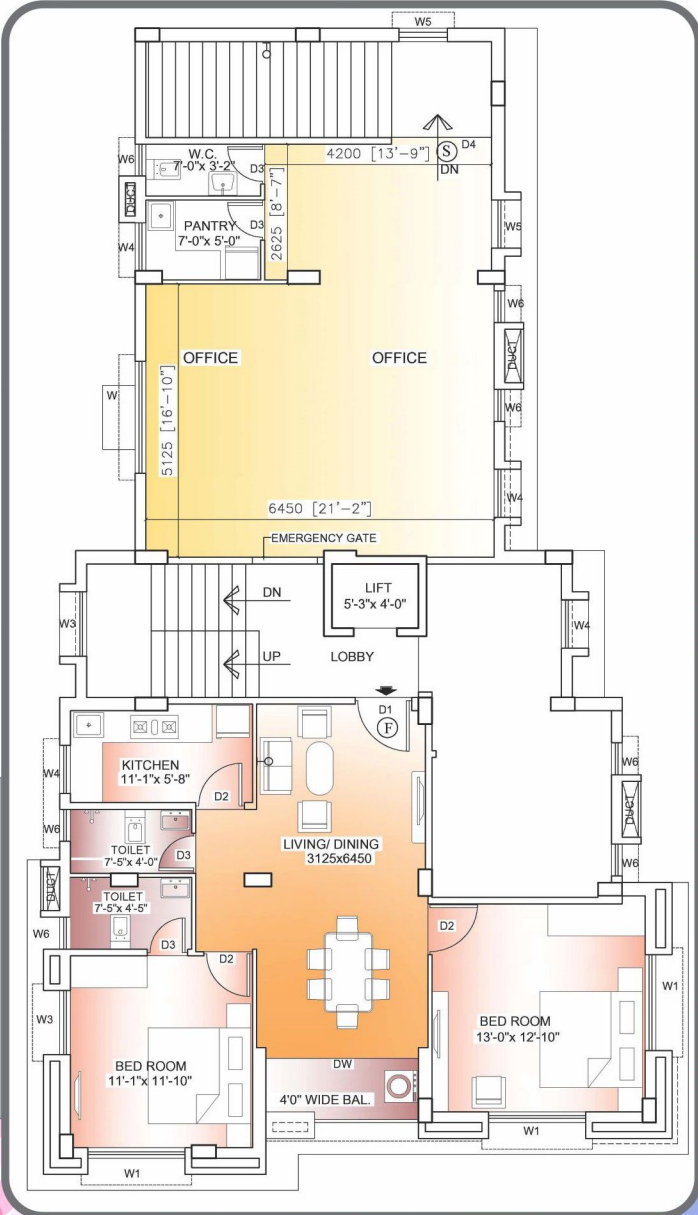 W5
W.C.
7'-0"x 3'-2"
W6
D3
4200 [13'-9"]
S
D4
DN
DUCT
PANTRY
7'-0"x 5'-0"
D3
2625 [8'-7"]
W4
W5
W6
OFFICE
OFFICE
DUCT
W
5125 [16'-10"]
W6
W4
6450 [21'-2"]
EMERGENCY GATE
DN
LIFT
5'-3"x 4'-0"
W3
W4
UP
LOBBY
D1
F
KITCHEN
11'-1"x 5'-8"
W4
D2
W6
W6
TOILET
7'-5"x 4'-0"
D3
LIVING/ DINING
3125x6450
DUCT
W6
DUCT
TOILET
7'-5"x 4'-5"
W6
D3
D2
D2
W3
W1
BED ROOM
13'-0"x 12'-10"
BED ROOM
11'-1"x 11'-10"
DW
4'0" WIDE BAL.
W1
W1